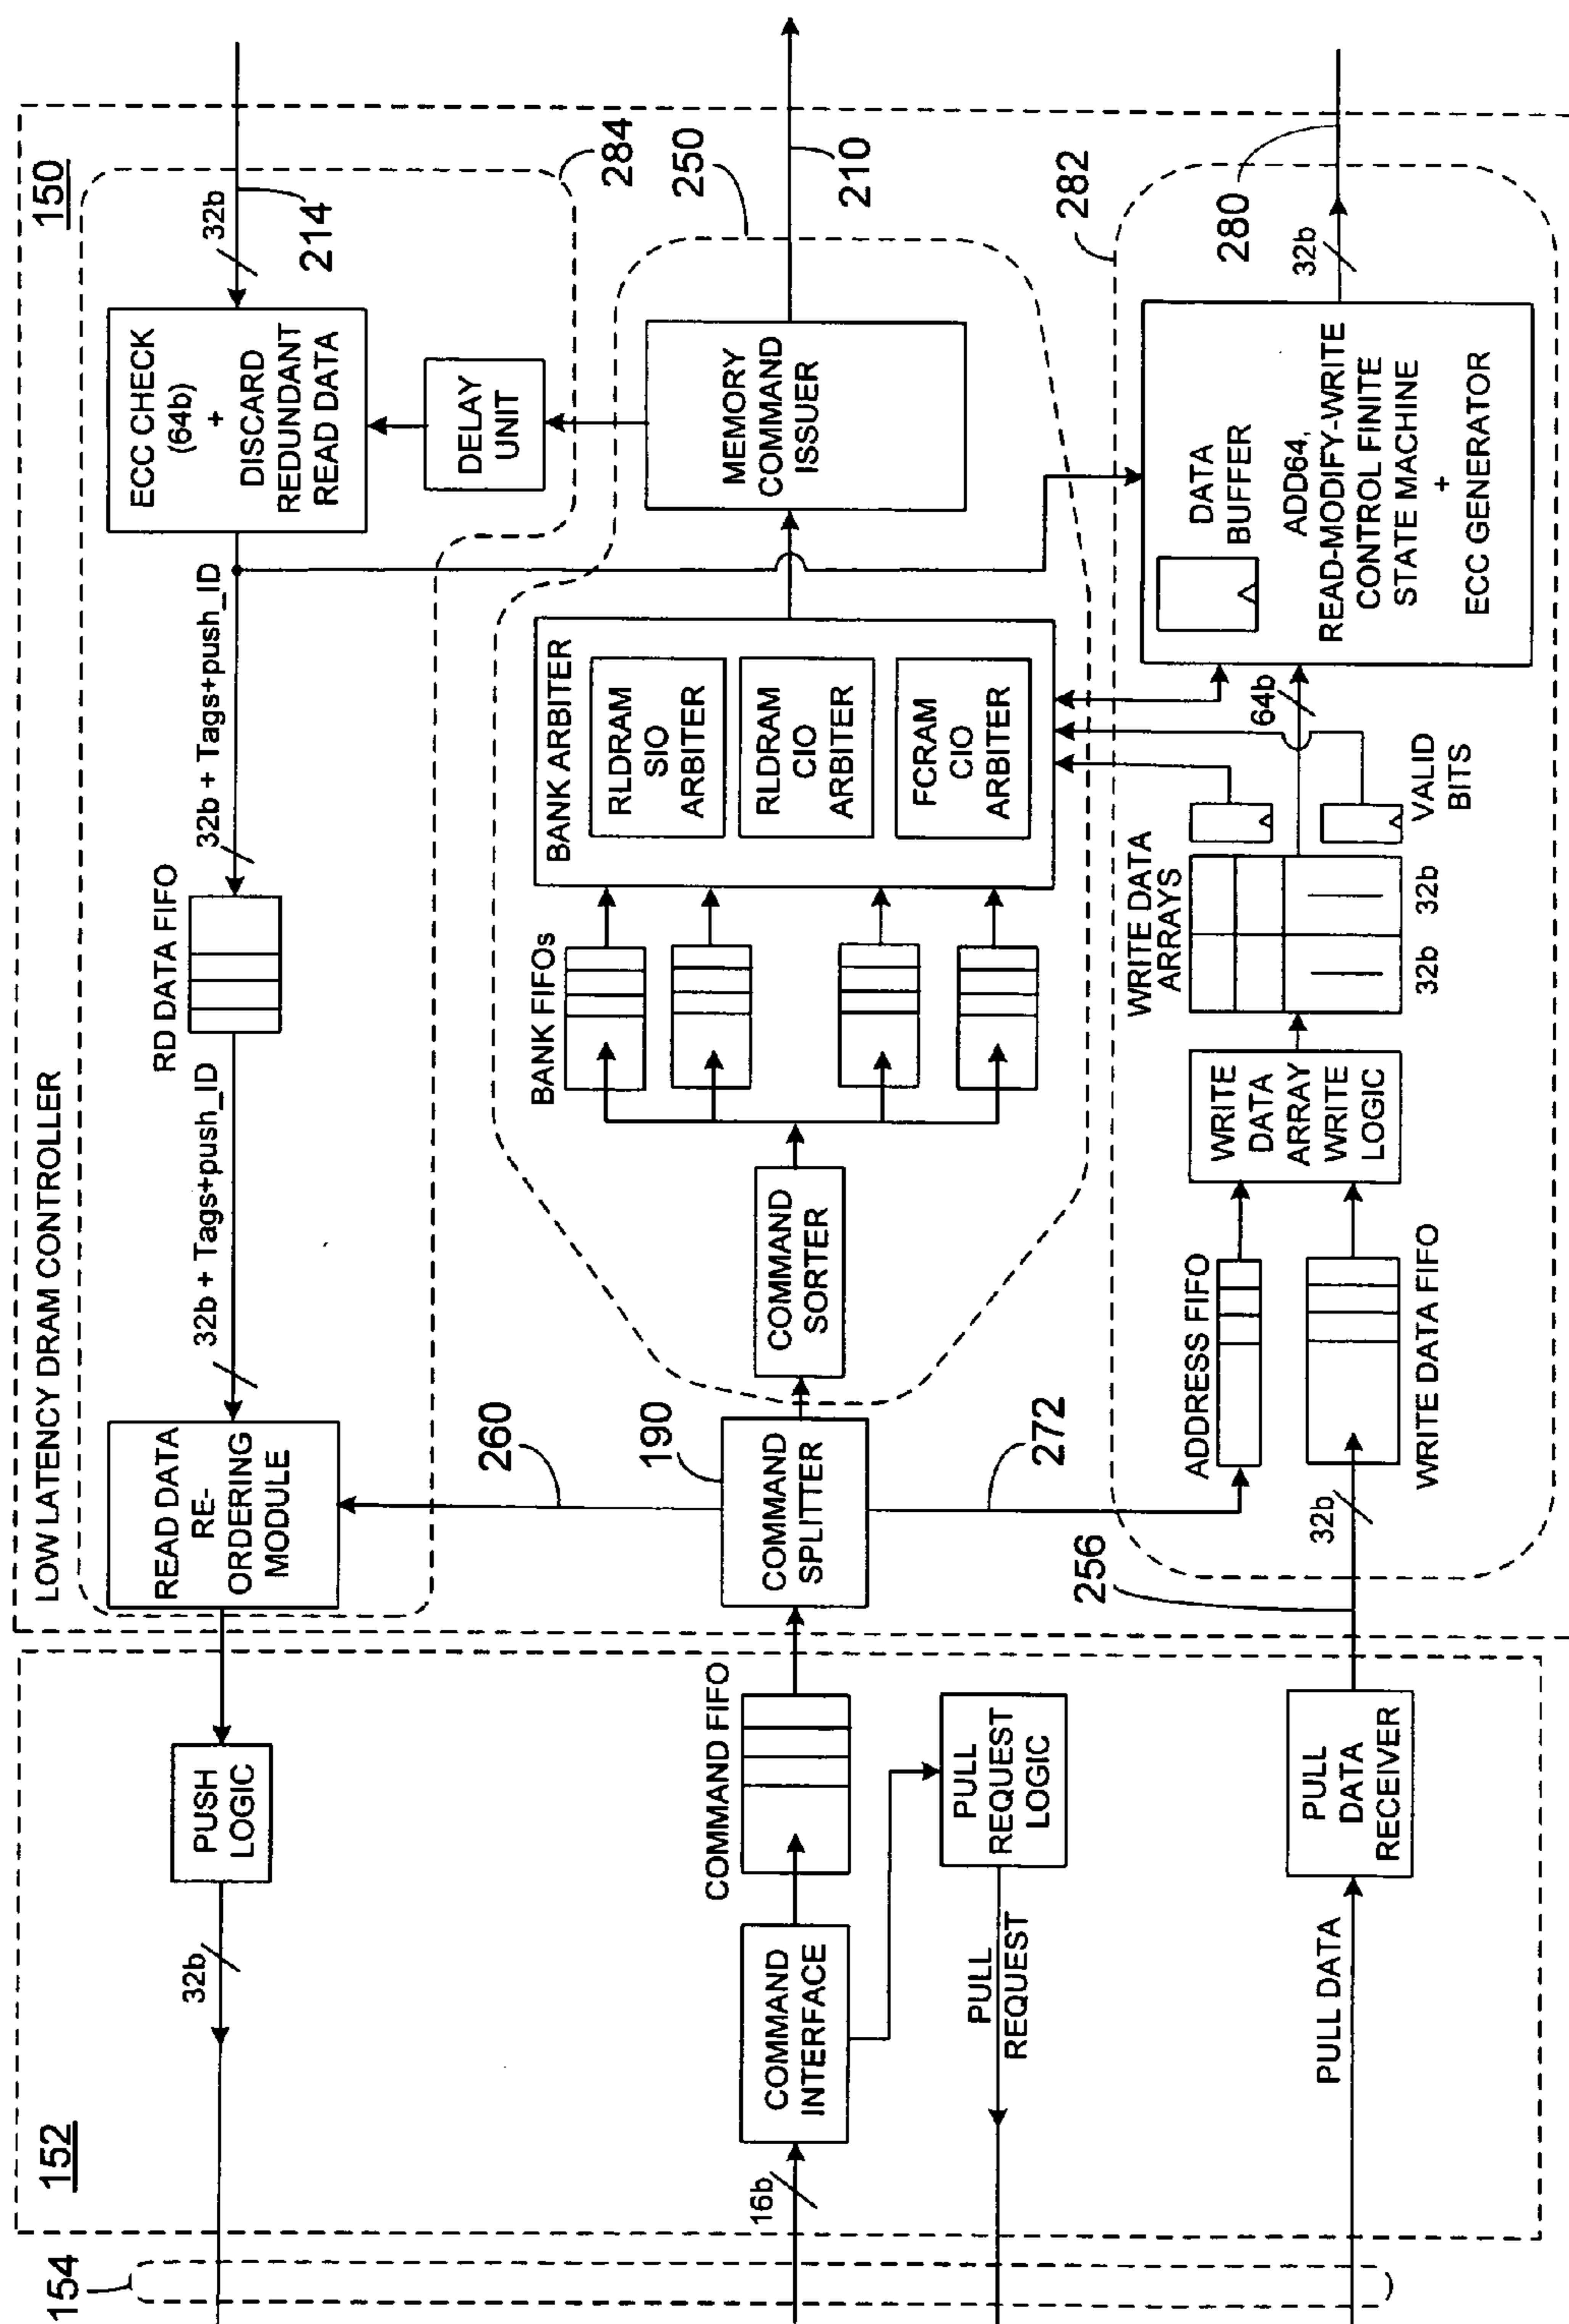 LOW LATENCY DRAM CONTROLLER
150
152
154
PUSH
LOGIC
32b
READ DATA
RE-
ORDERING
MODULE
32b + Tags+push_ID
RD DATA FIFO
32b + Tags+push_ID
ECC CHECK
(64b)
+
DISCARD
REDUNDANT
READ DATA
32b
214
284
DELAY
UNIT
250
16b
COMMAND
INTERFACE
COMMAND FIFO
260
190
COMMAND
SPLITTER
272
COMMAND
SORTER
BANK FIFOs
BANK ARBITER
RLDRAM
SIO
ARBITER
RLDRAM
CIO
ARBITER
FCRAM
CIO
ARBITER
MEMORY
COMMAND
ISSUER
210
PULL
REQUEST
PULL
REQUEST
LOGIC
PULL DATA
PULL
DATA
RECEIVER
256
32b
ADDRESS FIFO
WRITE DATA FIFO
WRITE
DATA
ARRAY
WRITE
LOGIC
WRITE DATA
ARRAYS
32b
32b
VALID
BITS
64b
DATA
BUFFER
ADD64,
READ-MODIFY-WRITE
CONTROL FINITE
STATE MACHINE
+
ECC GENERATOR
282
280
32b